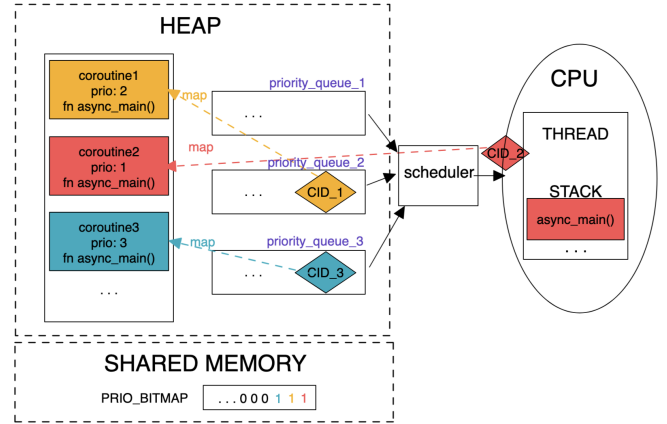 HEAP
coroutine1
prio: 2
fn async_main()
coroutine2
prio: 1
fn async_main()
coroutine3
prio: 3
fn async_main()
...
map
map
map
priority_queue_1
...
priority_queue_2
...
CID_1
priority_queue_3
...
CID_3
scheduler
CPU
CID_2
THREAD
STACK
async_main()
...
SHARED MEMORY
PRIO_BITMAP
...0 0 0 1 1 1